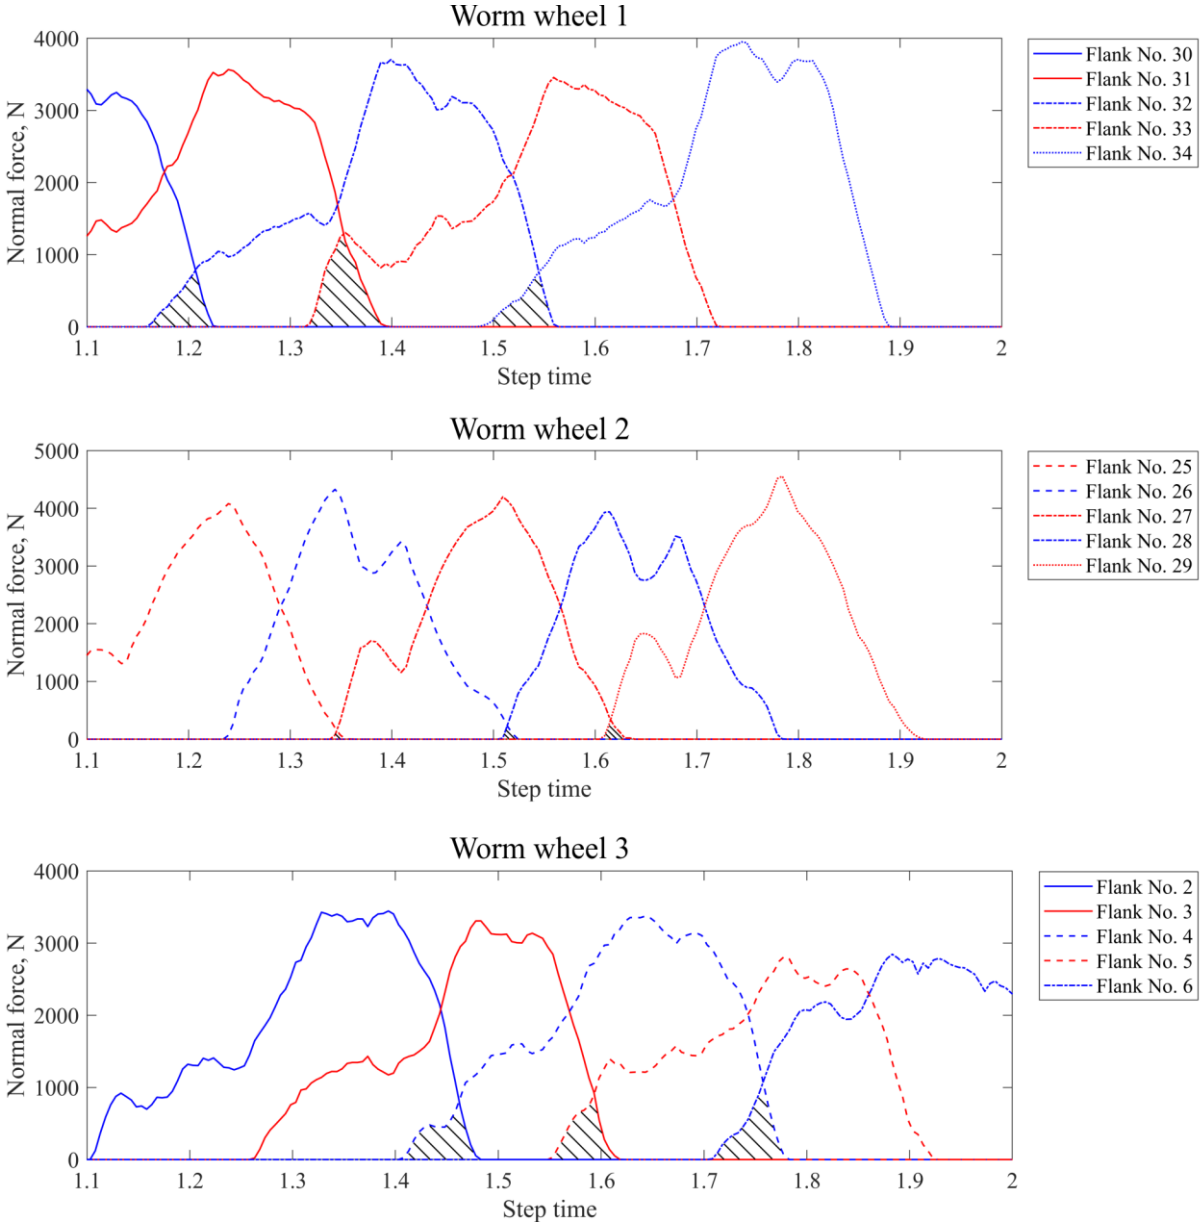 Worm wheel 1
Normal force, N
4000
3000
2000
1000
0
1.1 1.2 1.3 1.4 1.5 1.6 1.7 1.8 1.9 2
Step time
Flank No. 30
Flank No. 31
Flank No. 32
Flank No. 33
Flank No. 34
Worm wheel 2
Normal force, N
5000
4000
3000
2000
1000
0
1.1 1.2 1.3 1.4 1.5 1.6 1.7 1.8 1.9 2
Step time
Flank No. 25
Flank No. 26
Flank No. 27
Flank No. 28
Flank No. 29
Worm wheel 3
Normal force, N
4000
3000
2000
1000
0
1.1 1.2 1.3 1.4 1.5 1.6 1.7 1.8 1.9 2
Step time
Flank No. 2
Flank No. 3
Flank No. 4
Flank No. 5
Flank No. 6